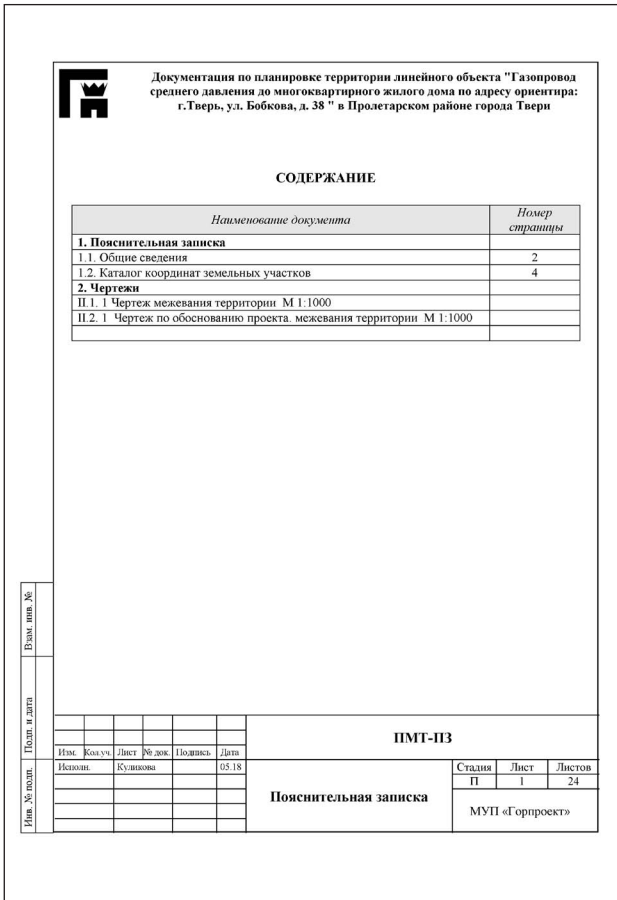 Документация по планировке территории линейного объекта "Газопровод
среднего давления до многоквартирного жилого дома по адресу ориентира:
г.Тверь, ул. Бобкова, д. 38 " в Пролетарском районе города Твери
СОДЕРЖАНИЕ
Наименование документа Номер
страницы
1. Пояснительная записка
1.1. Общие сведения 2
1.2. Каталог координат земельных участков 4
2. Чертежи
II.1. 1 Чертеж межевания территории М 1:1000
II.2. 1 Чертеж по обоснованию проекта. межевания территории М 1:1000
Взам. инв. №
Подп. и дата
Инв. № подп.
ПМТ-ПЗ
Изм. Кол.уч. Лист № док. Подпись Дата
Исполн. Куликова 05.18
Пояснительная записка
Стадия Лист Листов
П 1 24
МУП «Горпроект»